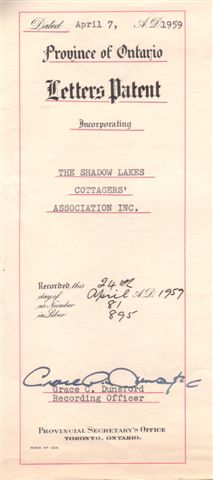 Dated April 7, A.D. 1959
Province of Ontario
Letters Patent
Incorporating
THE SHADOW LAKES
COTTAGERS'
ASSOCIATION INC.
Recorded this 24th
day of April A.D. 1959
as Number 81
in Liber 895
Grace C. Dunsford
Grace C. Dunsford
Recording Officer
PROVINCIAL SECRETARY'S OFFICE
TORONTO, ONTARIO.